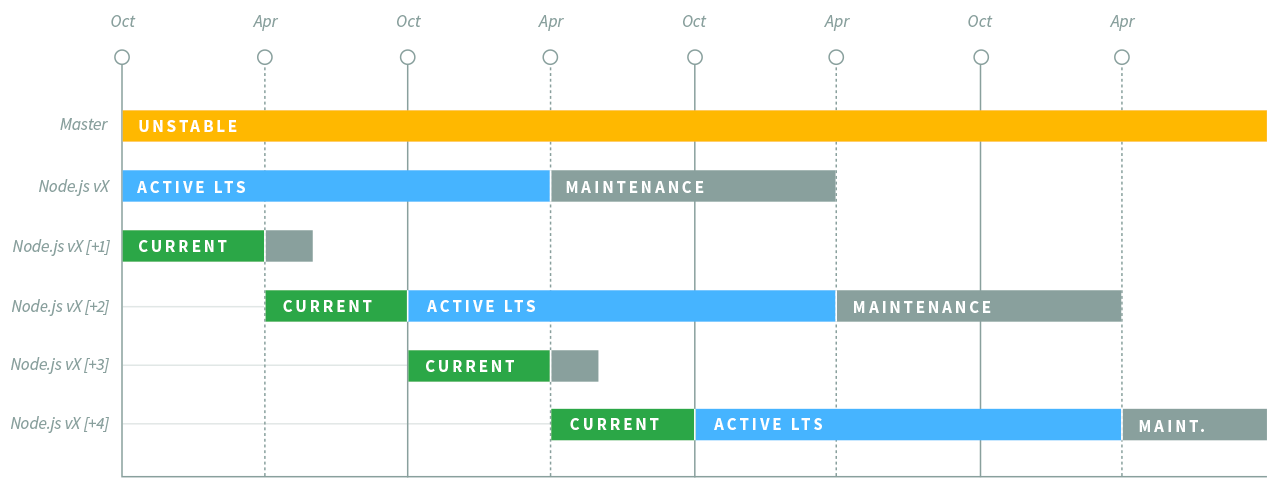 Oct Apr Oct Apr Oct Apr Oct Apr
Master UNSTABLE
Node.js vX ACTIVE LTS MAINTENANCE
Node.js vX [+1] CURRENT
Node.js vX [+2] CURRENT ACTIVE LTS MAINTENANCE
Node.js vX [+3] CURRENT
Node.js vX [+4] CURRENT ACTIVE LTS MAINT.